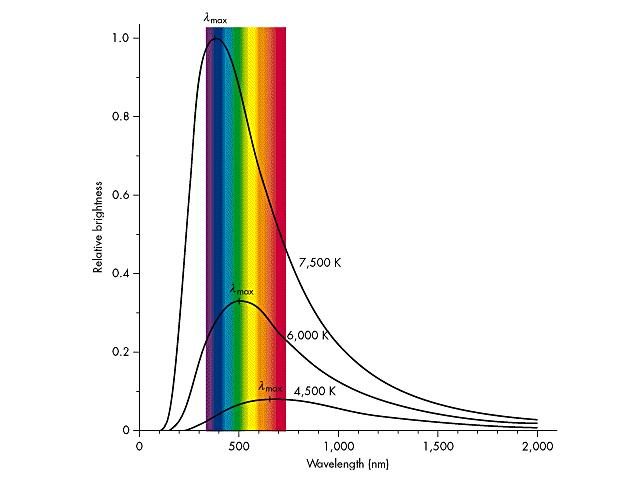 λmax
1.0
0.8
0.6
0.4
0.2
0
Relative brightness
7,500 K
λmax
6,000 K
λmax
4,500 K
0
500
1,000
1,500
2,000
Wavelength (nm)